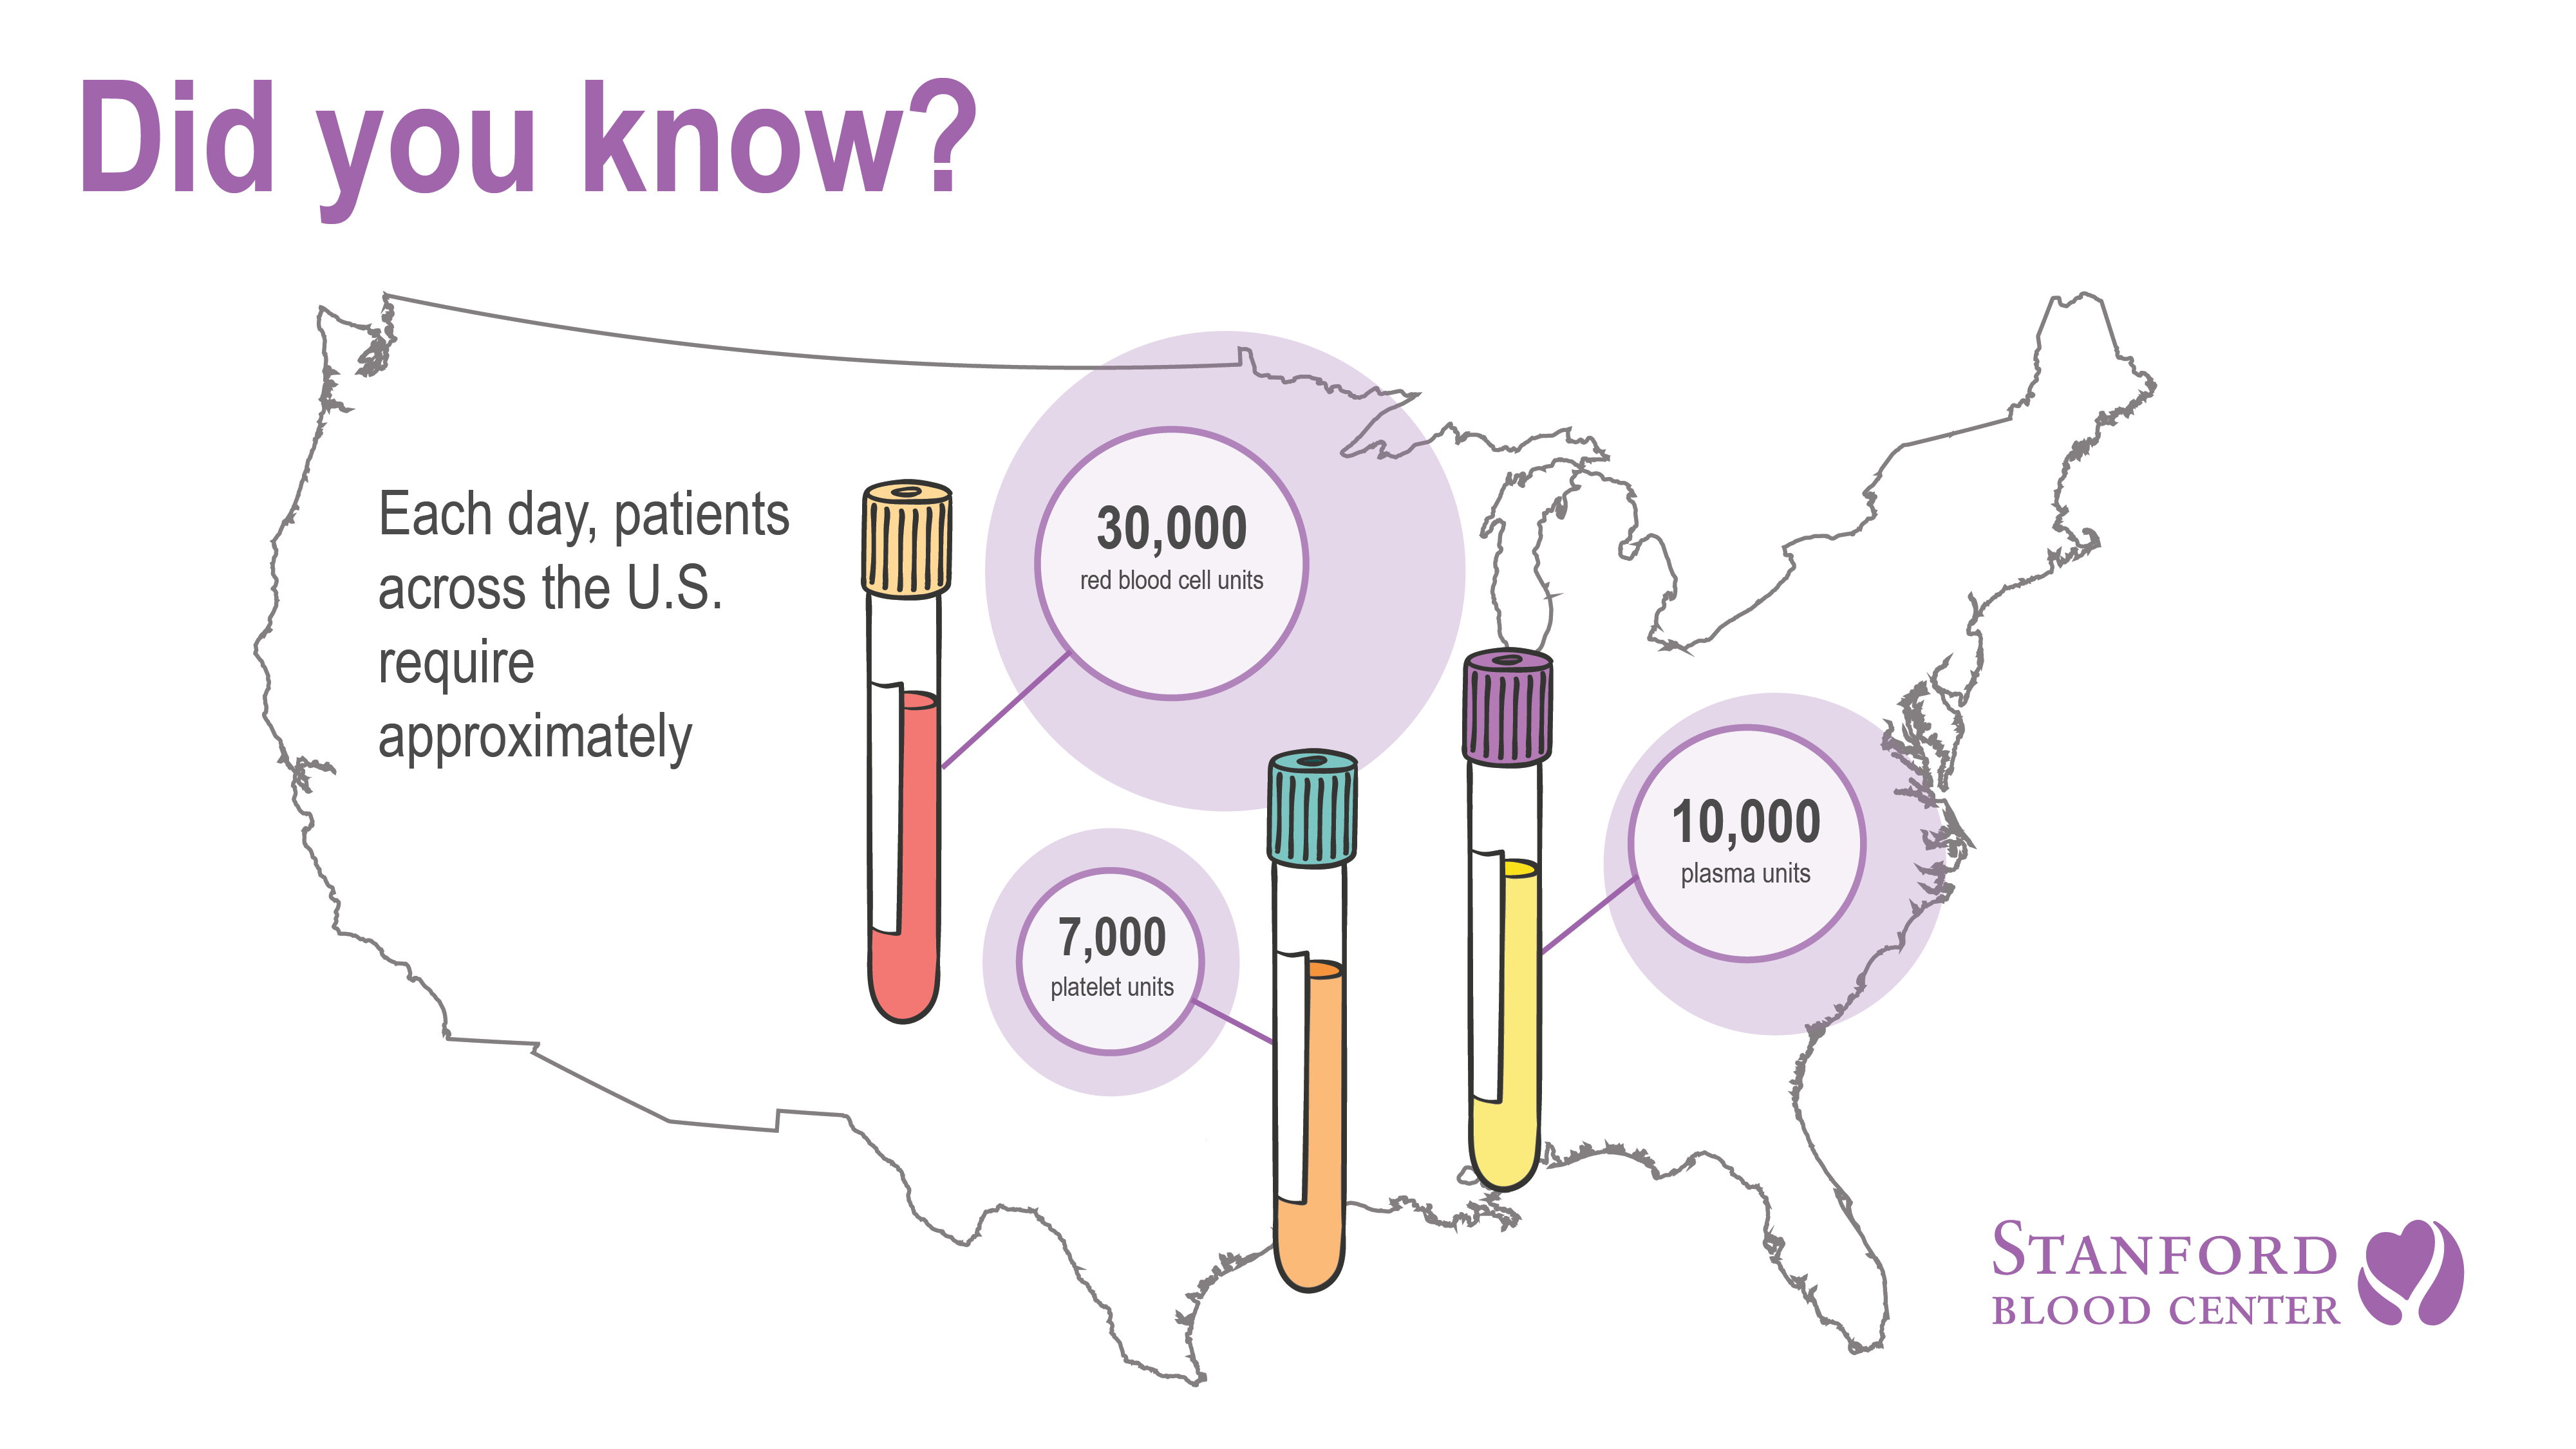 Did you know?
Each day, patients
across the U.S.
require
approximately
30,000
red blood cell units
7,000
platelet units
10,000
plasma units
STANFORD
BLOOD CENTER